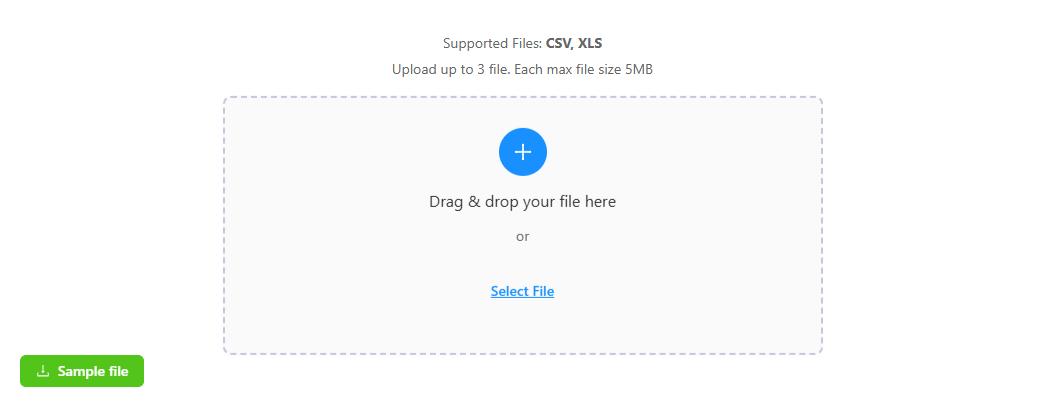 Supported Files: CSV, XLS
Upload up to 3 file. Each max file size 5MB
Drag & drop your file here
or
Select File
Sample file